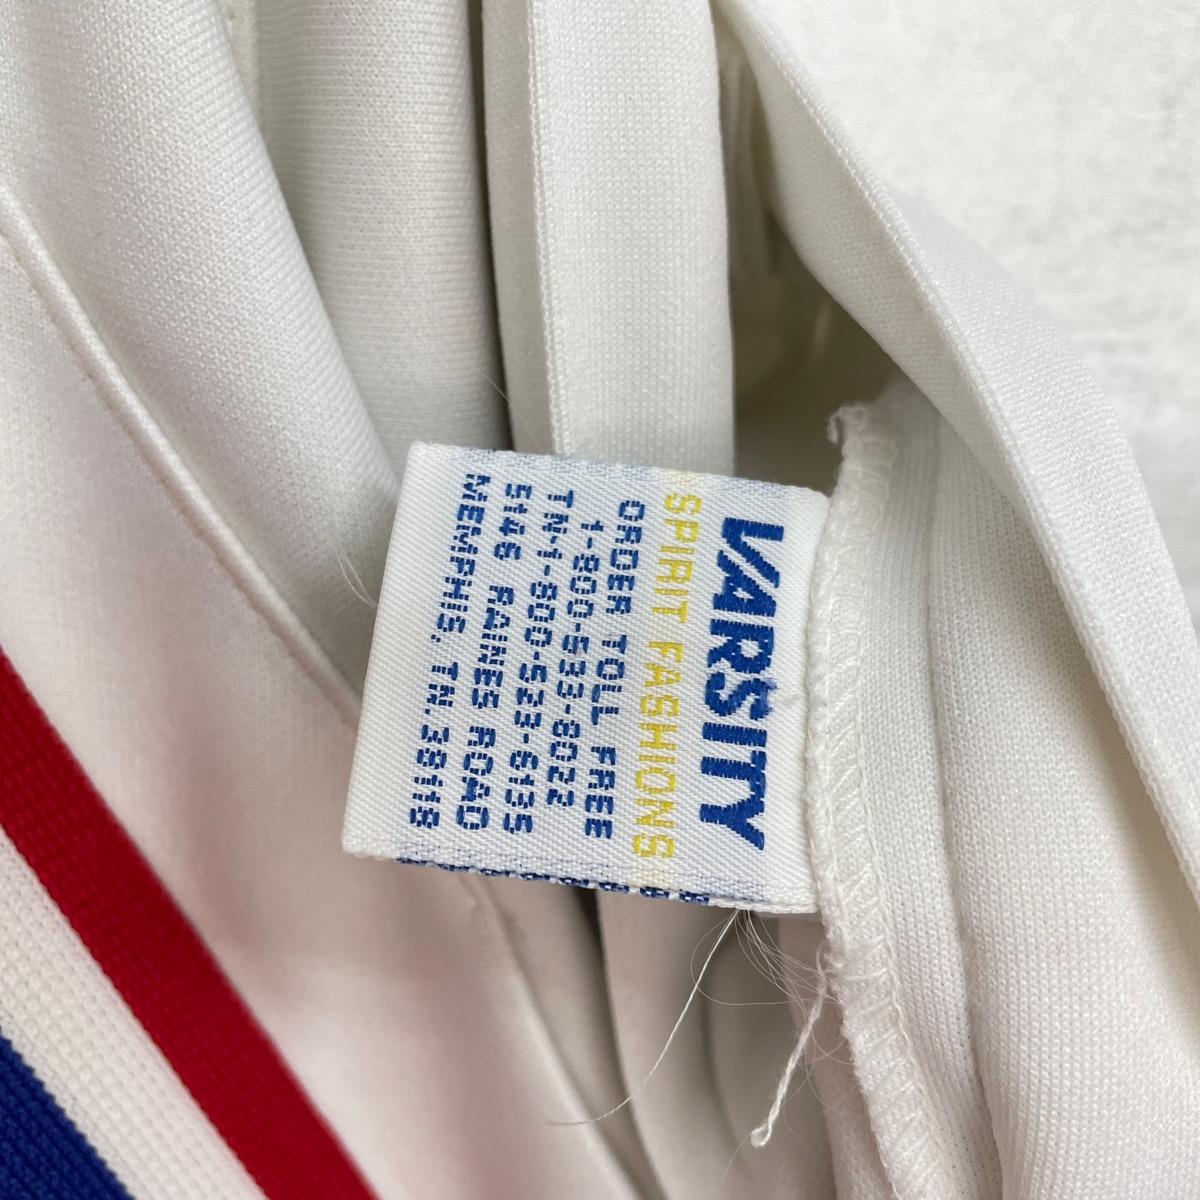 VARSITY
SPIRIT FASHIONS
ORDER TOLL FREE
1-800-533-8022
TN-1-800-523-6135
5146 RAINES ROAD
MEMPHIS, TN.38118